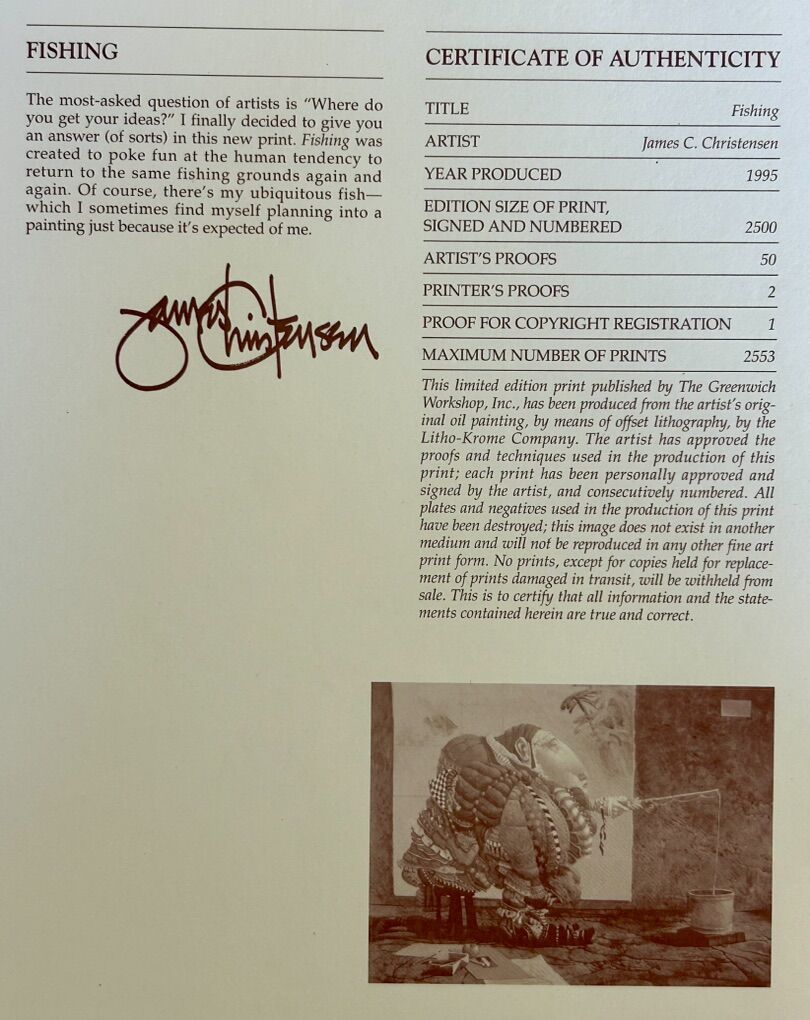 FISHING
The most-asked question of artists is “Where do
you get your ideas?” I finally decided to give you
an answer (of sorts) in this new print. Fishing was
created to poke fun at the human tendency to
return to the same fishing grounds again and
again. Of course, there’s my ubiquitous fish—
which I sometimes find myself planning into a
painting just because it’s expected of me.
James Christensen
CERTIFICATE OF AUTHENTICITY
TITLE Fishing
ARTIST James C. Christensen
YEAR PRODUCED 1995
EDITION SIZE OF PRINT,
SIGNED AND NUMBERED 2500
ARTIST’S PROOFS 50
PRINTER’S PROOFS 2
PROOF FOR COPYRIGHT REGISTRATION 1
MAXIMUM NUMBER OF PRINTS 2553
This limited edition print published by The Greenwich
Workshop, Inc., has been produced from the artist’s orig-
inal oil painting, by means of offset lithography, by the
Litho-Krome Company. The artist has approved the
proofs and techniques used in the production of this
print; each print has been personally approved and
signed by the artist, and consecutively numbered. All
plates and negatives used in the production of this print
have been destroyed; this image does not exist in another
medium and will not be reproduced in any other fine art
print form. No prints, except for copies held for replace-
ment of prints damaged in transit, will be withheld from
sale. This is to certify that all information and the state-
ments contained herein are true and correct.